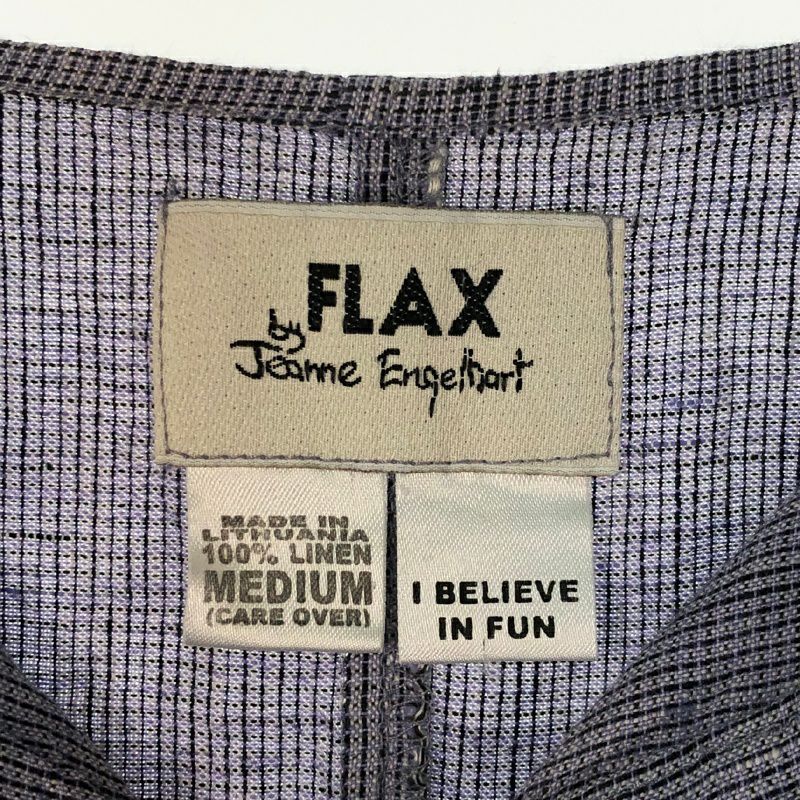 FLAX
by
Jeanne Engelhart
MADE IN
LITHUANIA
100% LINEN
MEDIUM
(CARE OVER)
I BELIEVE
IN FUN